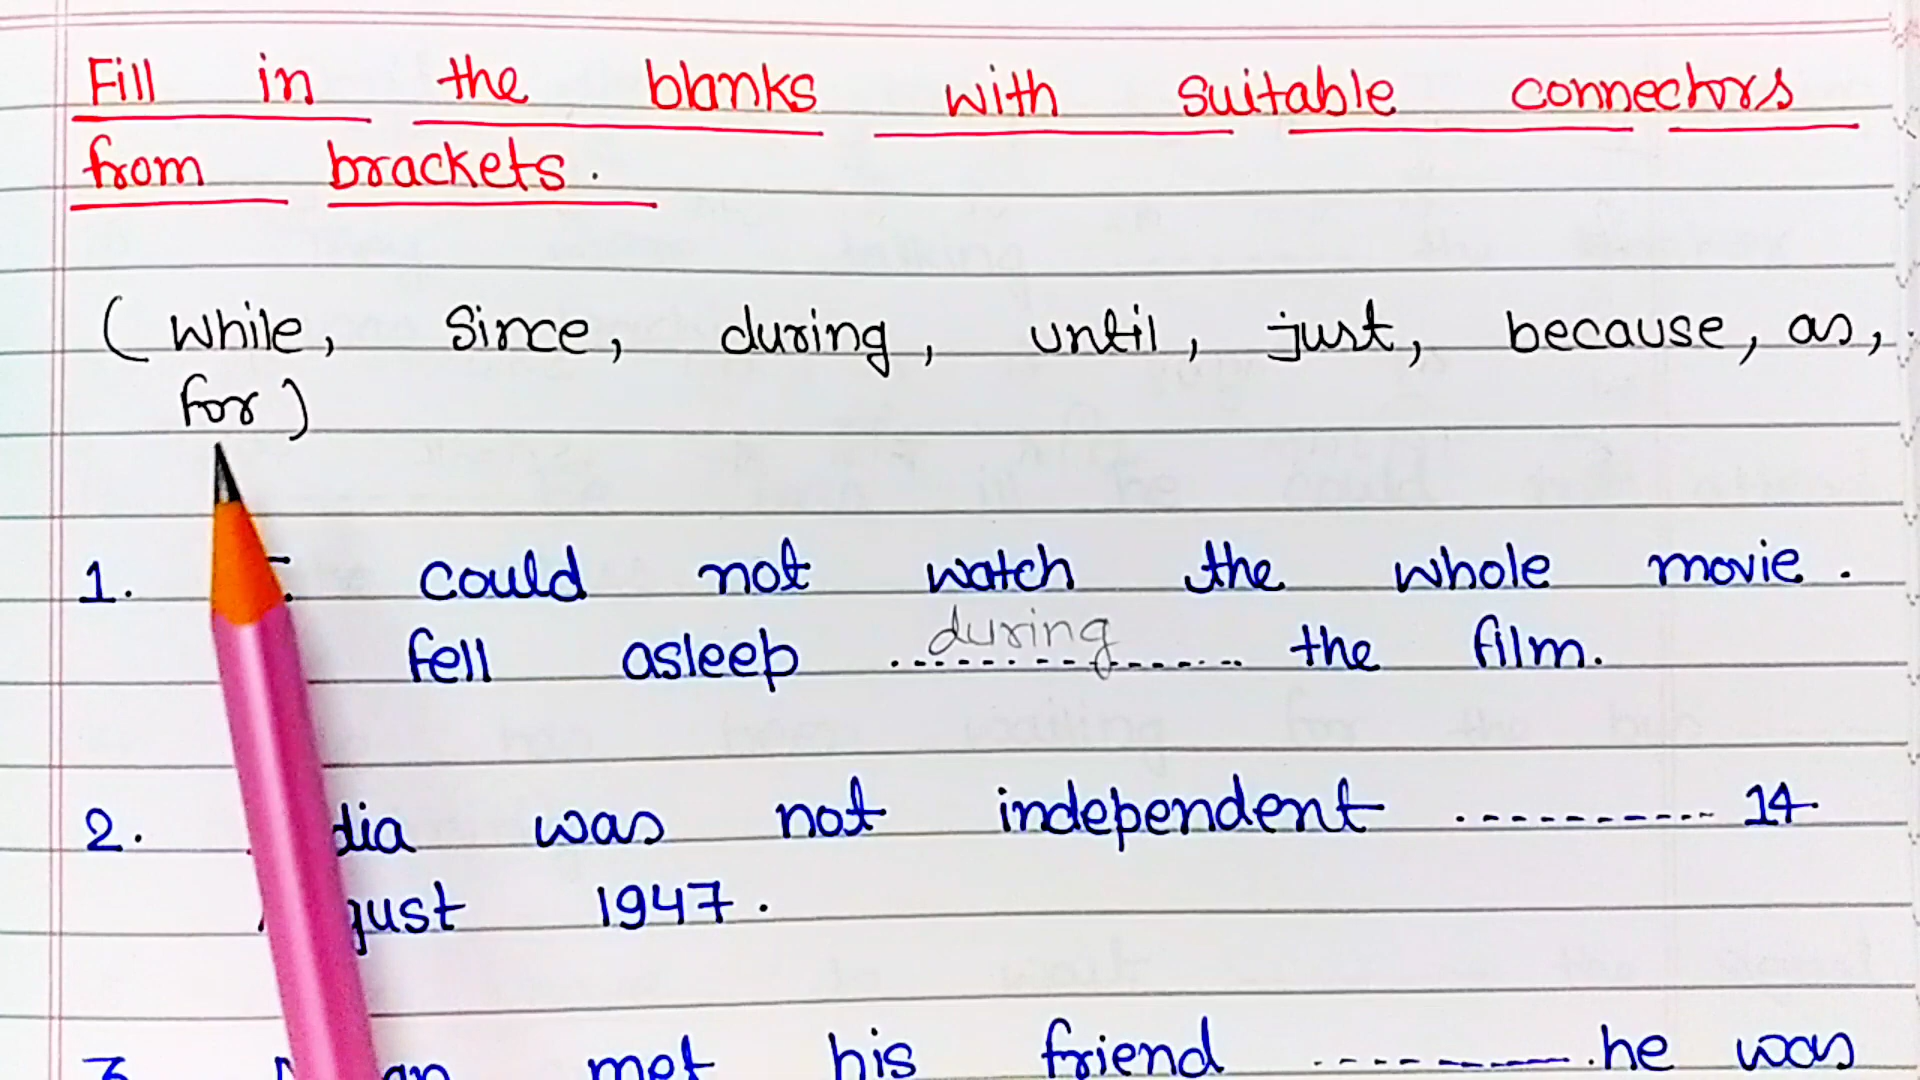 Fill in the blanks with suitable connectors
from brackets.
( While, since, during, until, just, because, as,
for )
1. could not watch the whole movie.
fell asleep ...during... the film.
2. was not independent ........... 14
1947.
3. met his friend ........... he was